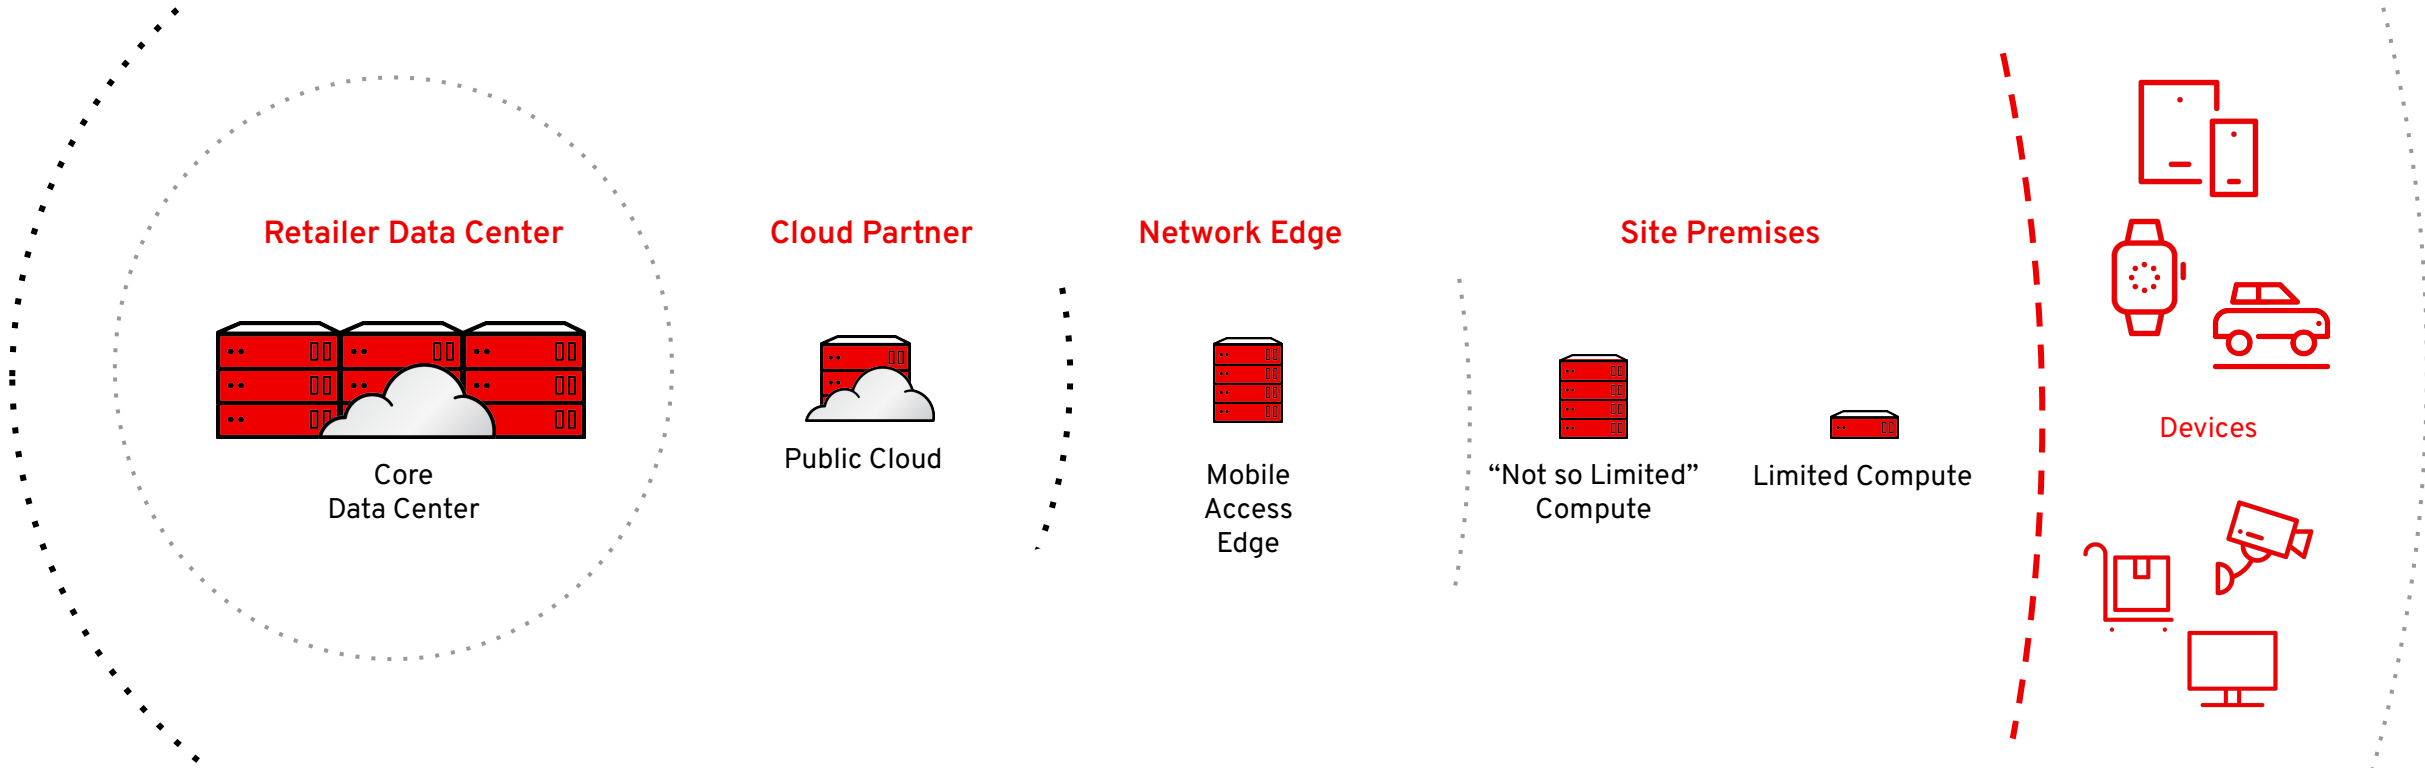 Retailer Data Center
Core
Data Center
Cloud Partner
Public Cloud
Network Edge
Mobile
Access
Edge
Site Premises
“Not so Limited”
Compute
Limited Compute
Devices